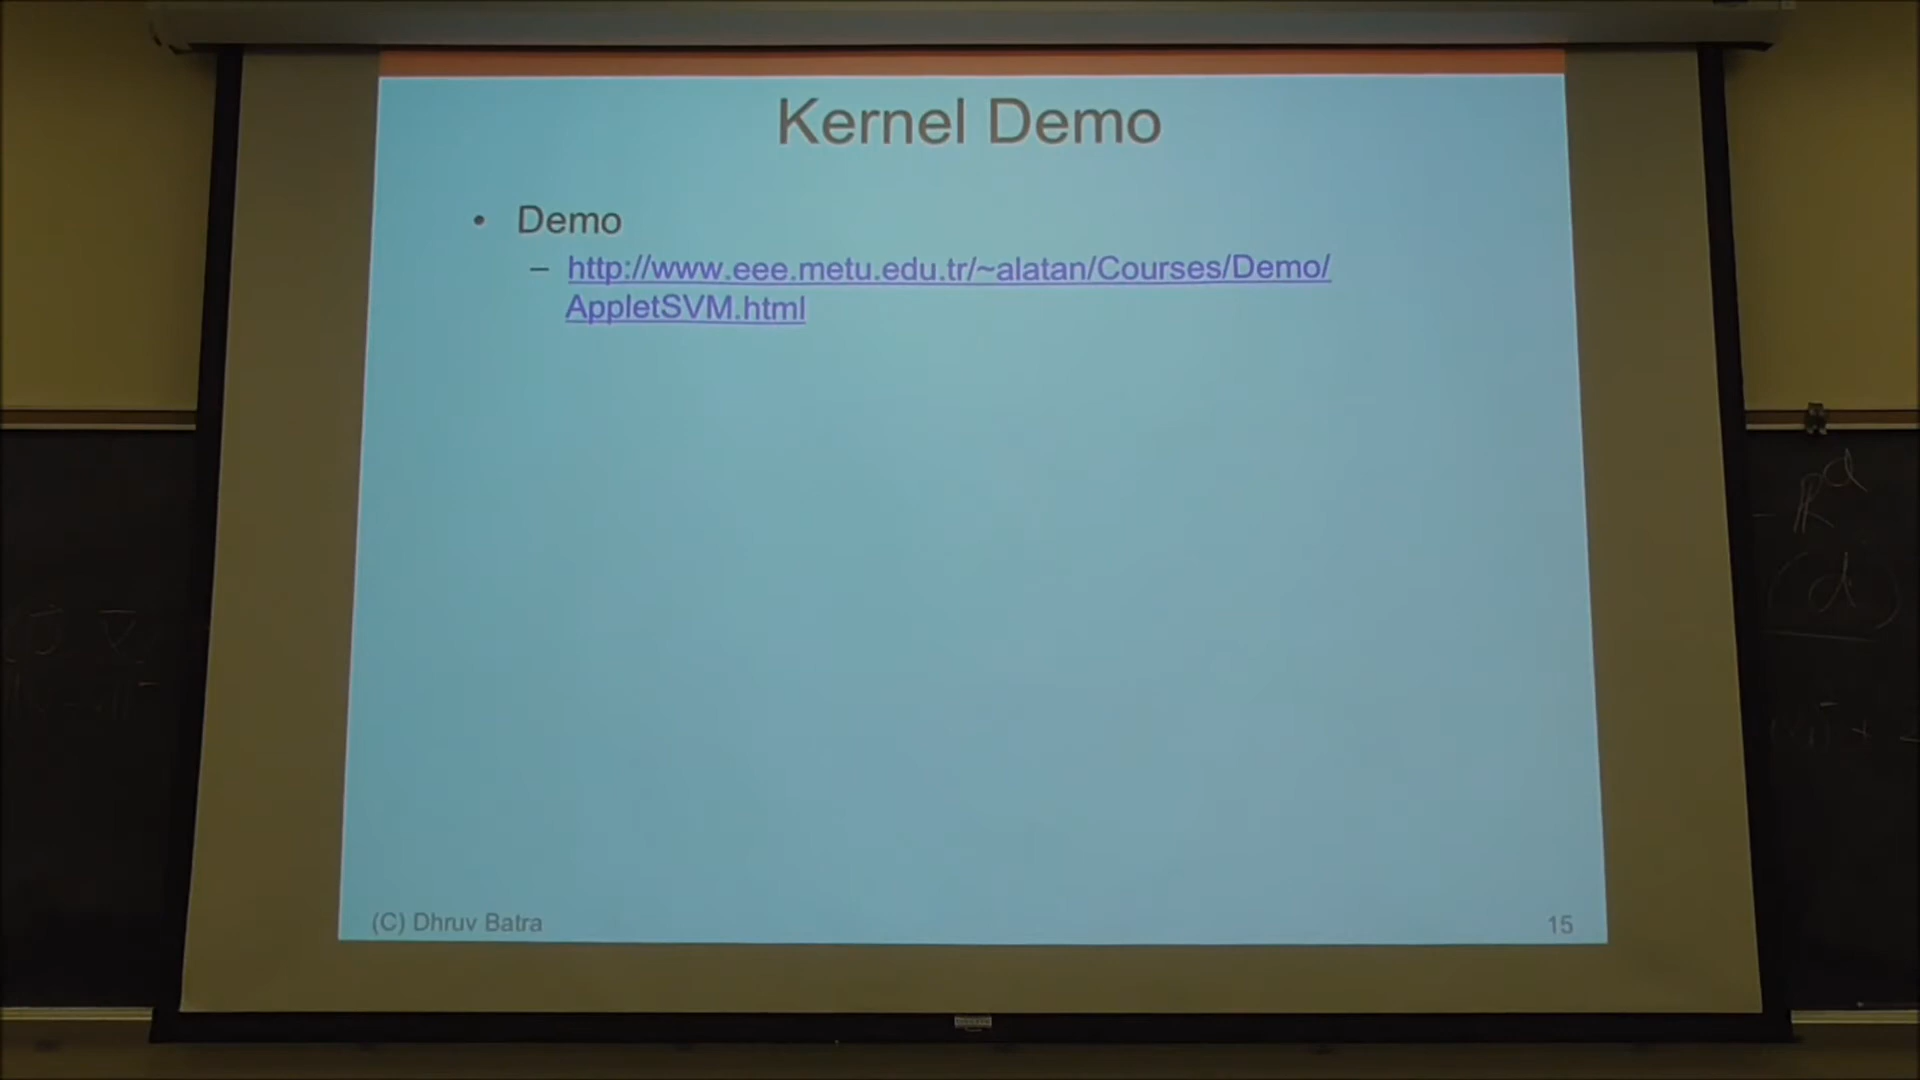 Kernel Demo
• Demo
– http://www.eee.metu.edu.tr/~alatan/Courses/Demo/
AppletSVM.html
(C) Dhruv Batra
15
R^d
d